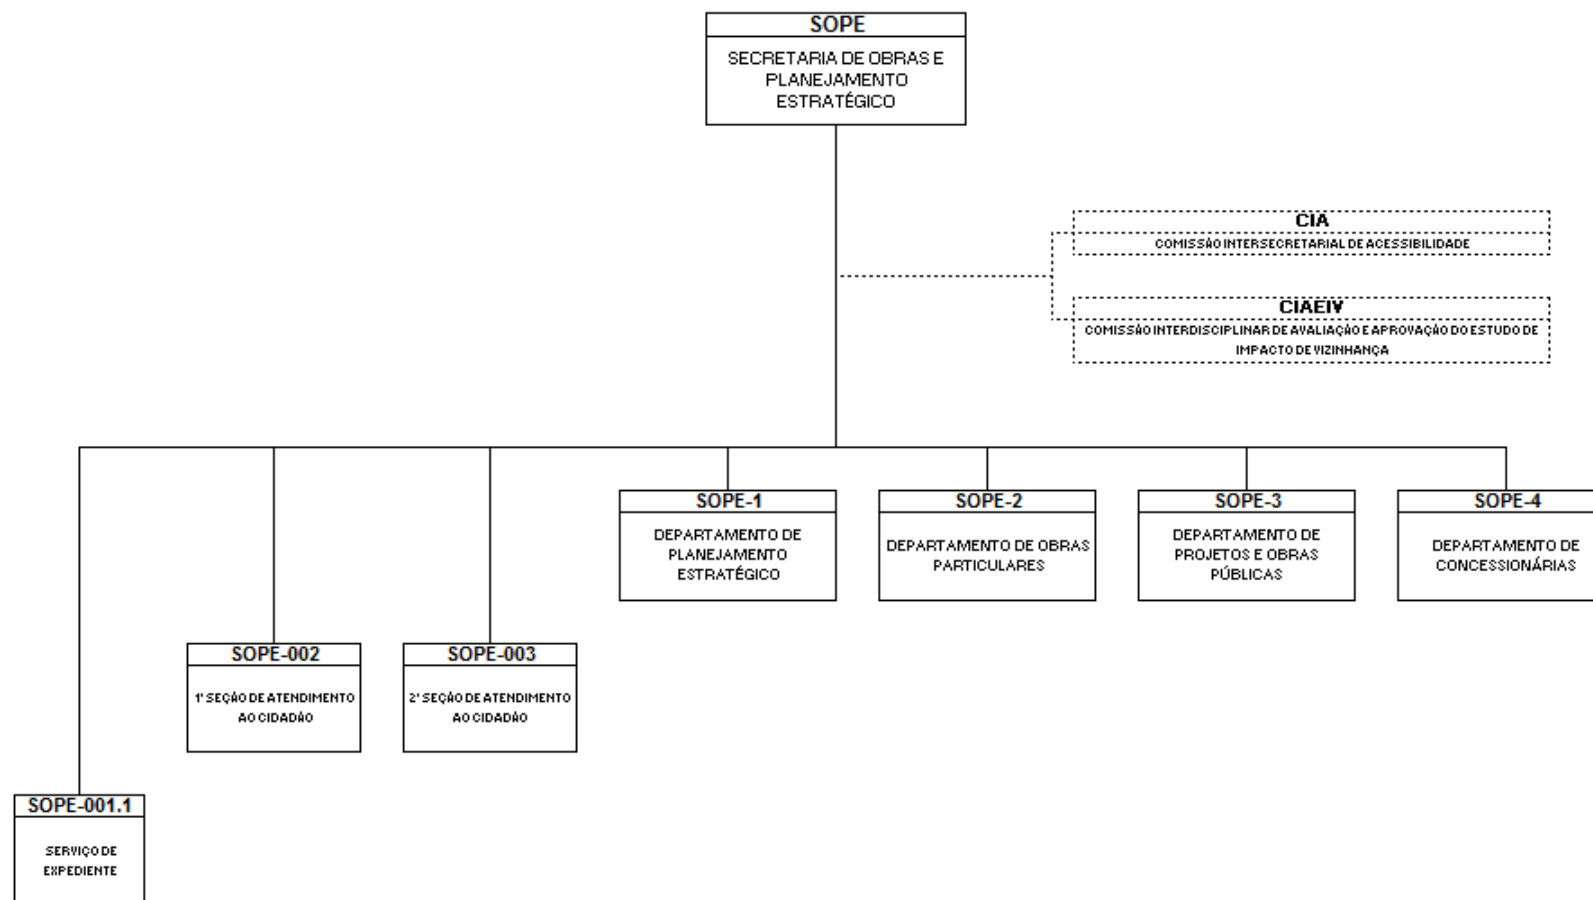 SOPE
SECRETARIA DE OBRAS E
PLANEJAMENTO
ESTRATÉGICO
CIA
COMISSÃO INTERSECRETARIAL DE ACESSIBILIDADE
CIAEIV
COMISSÃO INTERDISCIPLINAR DE AVALIAÇÃO E APROVAÇÃO DO ESTUDO DE
IMPACTO DE VIZINHANÇA
SOPE-1
DEPARTAMENTO DE
PLANEJAMENTO
ESTRATÉGICO
SOPE-2
DEPARTAMENTO DE OBRAS
PARTICULARES
SOPE-3
DEPARTAMENTO DE
PROJETOS E OBRAS
PÚBLICAS
SOPE-4
DEPARTAMENTO DE
CONCESSIONÁRIAS
SOPE-002
1ª SEÇÃO DE ATENDIMENTO
AO CIDADÃO
SOPE-003
2ª SEÇÃO DE ATENDIMENTO
AO CIDADÃO
SOPE-001.1
SERVIÇO DE
EXPEDIENTE